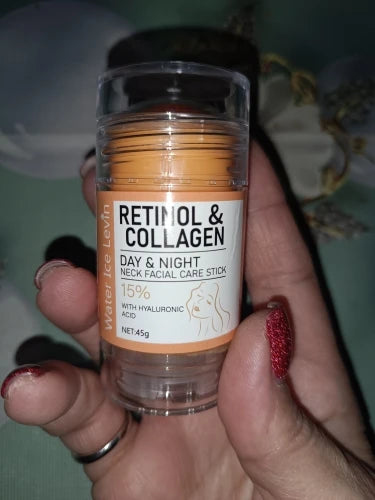 Water Ice Levin
RETINOL &
COLLAGEN
DAY & NIGHT
NECK FACIAL CARE STICK
15%
WITH HYALURONIC
ACID
NET:45g